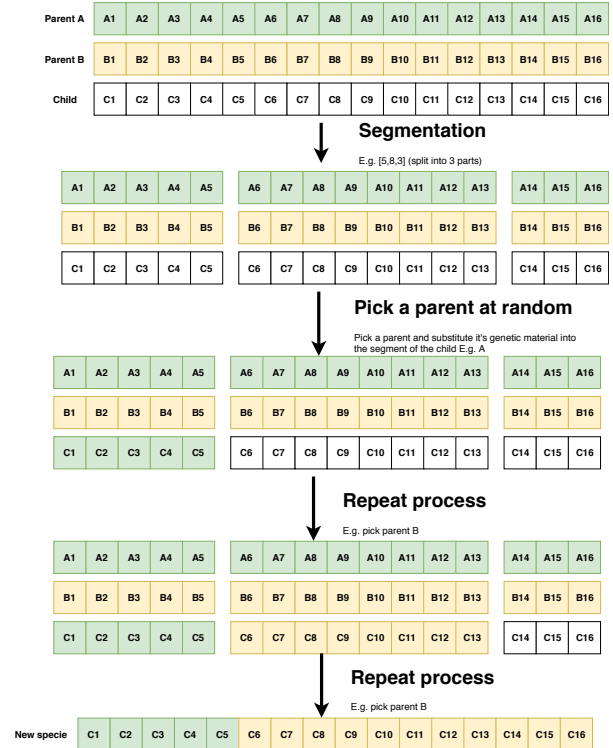 Parent A A1 A2 A3 A4 A5 A6 A7 A8 A9 A10 A11 A12 A13 A14 A15 A16
Parent B B1 B2 B3 B4 B5 B6 B7 B8 B9 B10 B11 B12 B13 B14 B15 B16
Child C1 C2 C3 C4 C5 C6 C7 C8 C9 C10 C11 C12 C13 C14 C15 C16
Segmentation
E.g. [5,8,3] (split into 3 parts)
A1 A2 A3 A4 A5 A6 A7 A8 A9 A10 A11 A12 A13 A14 A15 A16
B1 B2 B3 B4 B5 B6 B7 B8 B9 B10 B11 B12 B13 B14 B15 B16
C1 C2 C3 C4 C5 C6 C7 C8 C9 C10 C11 C12 C13 C14 C15 C16
Pick a parent at random
Pick a parent and substitute it's genetic material into
the segment of the child E.g. A
A1 A2 A3 A4 A5 A6 A7 A8 A9 A10 A11 A12 A13 A14 A15 A16
B1 B2 B3 B4 B5 B6 B7 B8 B9 B10 B11 B12 B13 B14 B15 B16
C1 C2 C3 C4 C5 C6 C7 C8 C9 C10 C11 C12 C13 C14 C15 C16
Repeat process
E.g. pick parent B
A1 A2 A3 A4 A5 A6 A7 A8 A9 A10 A11 A12 A13 A14 A15 A16
B1 B2 B3 B4 B5 B6 B7 B8 B9 B10 B11 B12 B13 B14 B15 B16
C1 C2 C3 C4 C5 C6 C7 C8 C9 C10 C11 C12 C13 C14 C15 C16
Repeat process
E.g. pick parent B
New specie C1 C2 C3 C4 C5 C6 C7 C8 C9 C10 C11 C12 C13 C14 C15 C16